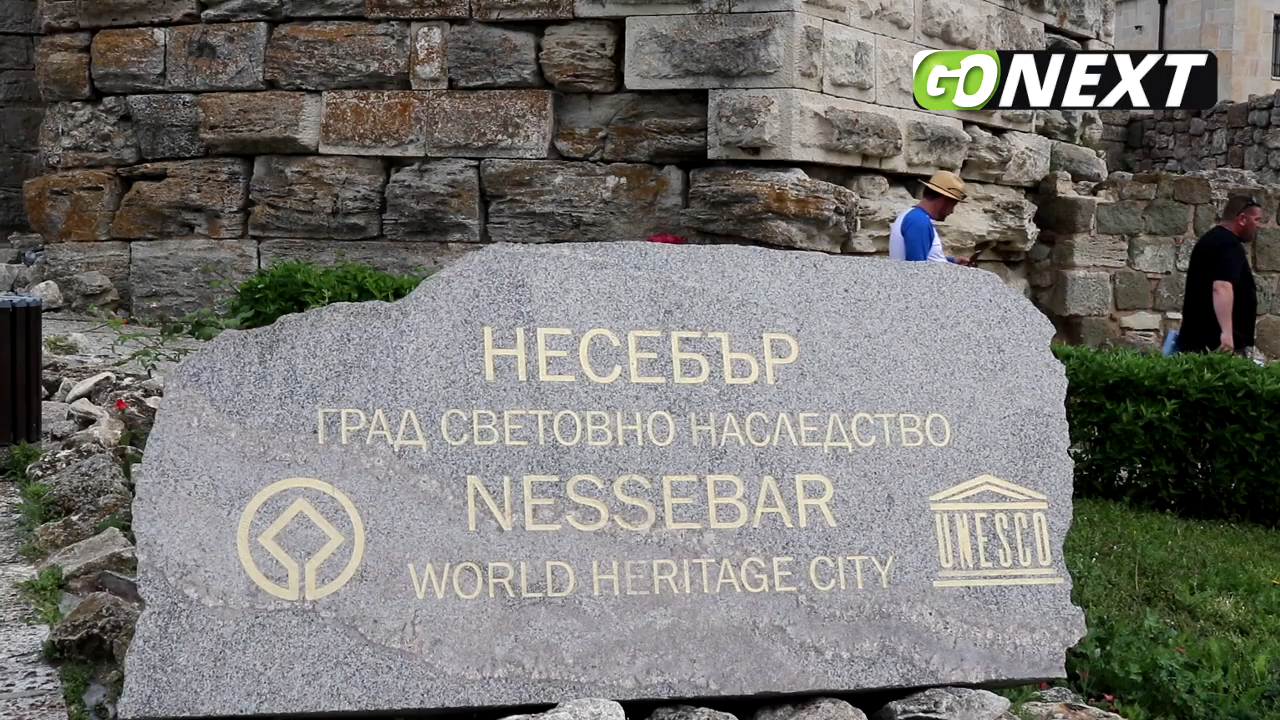 GONEXT
НЕСЕБЪР
ГРАД СВЕТОВНО НАСЛЕДСТВО
NESSEBAR
WORLD HERITAGE CITY
UNESCO